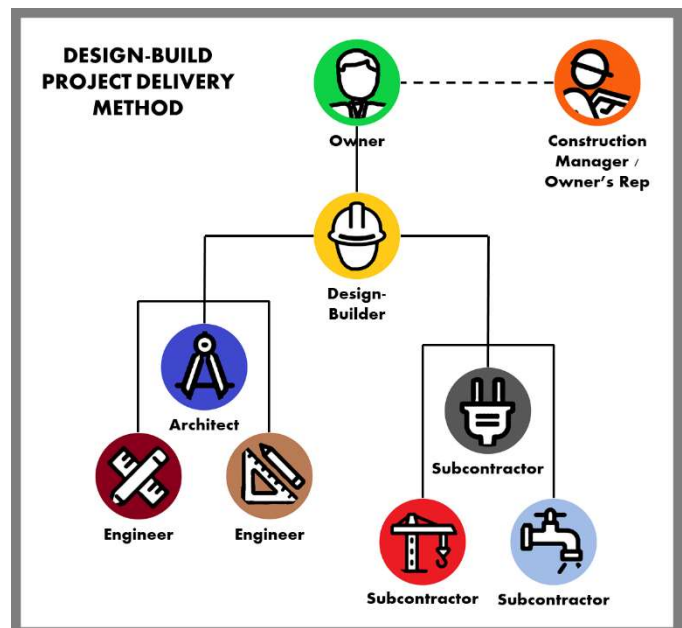 DESIGN-BUILD
PROJECT DELIVERY
METHOD
Owner
Construction
Manager /
Owner's Rep
Design-
Builder
Architect
Subcontractor
Engineer
Engineer
Subcontractor
Subcontractor